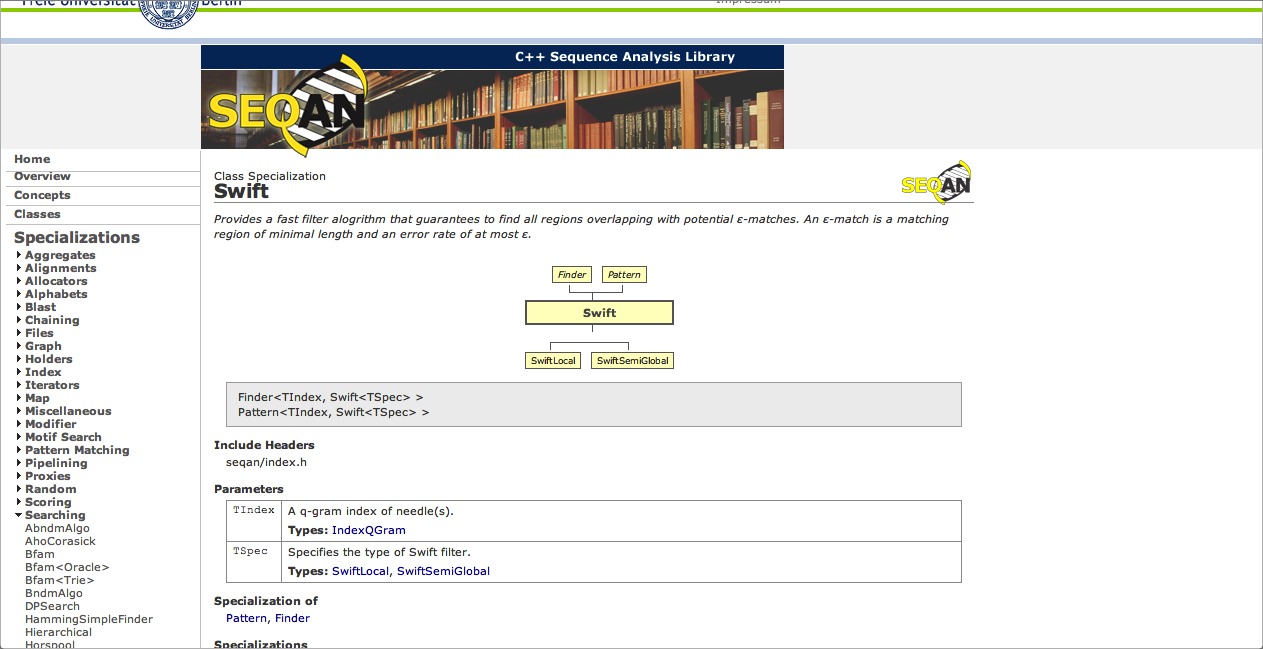 Freie Universität Berlin
Impressum
C++ Sequence Analysis Library
SEQAN
Home
Overview
Concepts
Classes
Specializations
Aggregates
Alignments
Allocators
Alphabets
Blast
Chaining
Files
Graph
Holders
Index
Iterators
Map
Miscellaneous
Modifier
Motif Search
Pattern Matching
Pipelining
Proxies
Random
Scoring
Searching
AbndmAlgo
AhoCorasick
Bfam
Bfam<Oracle>
Bfam<Trie>
BndmAlgo
DPSearch
HammingSimpleFinder
Hierarchical
Horspool
Class Specialization
Swift
SEQAN
Provides a fast filter alogrithm that guarantees to find all regions overlapping with potential ε-matches. An ε-match is a matching
region of minimal length and an error rate of at most ε.
Finder Pattern
Swift
SwiftLocal SwiftSemiGlobal
Finder<TIndex, Swift<TSpec> >
Pattern<TIndex, Swift<TSpec> >
Include Headers
seqan/index.h
Parameters
TIndex A q-gram index of needle(s).
Types: IndexQGram
TSpec Specifies the type of Swift filter.
Types: SwiftLocal, SwiftSemiGlobal
Specialization of
Pattern, Finder
Specializations